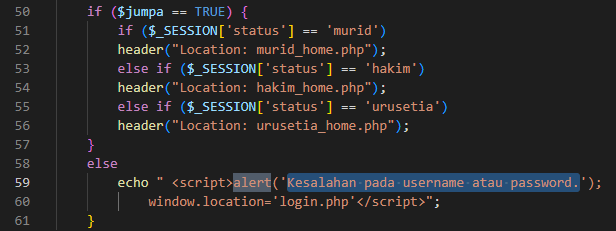 50 if ($jumpa == TRUE) {
51 if ($_SESSION['status'] == 'murid')
52 header("Location: murid_home.php");
53 else if ($_SESSION['status'] == 'hakim')
54 header("Location: hakim_home.php");
55 else if ($_SESSION['status'] == 'urusetia')
56 header("Location: urusetia_home.php");
57 }
58 else
59 echo " <script>alert('Kesalahan pada username atau password.');
60 window.location='login.php'</script>";
61 }